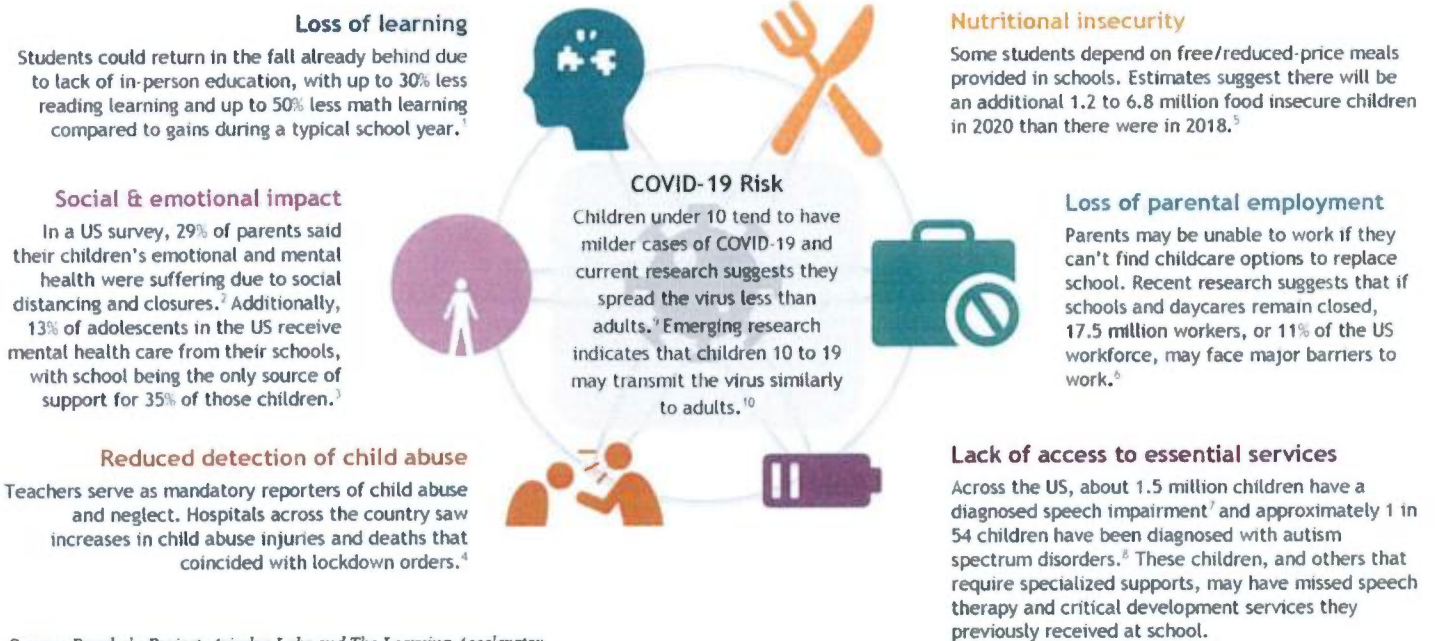 Loss of learning
Students could return in the fall already behind due
to lack of in-person education, with up to 30% less
reading learning and up to 50% less math learning
compared to gains during a typical school year.¹
Social & emotional impact
In a US survey, 29% of parents said
their children's emotional and mental
health were suffering due to social
distancing and closures.² Additionally,
13% of adolescents in the US receive
mental health care from their schools,
with school being the only source of
support for 35% of those children.³
Reduced detection of child abuse
Teachers serve as mandatory reporters of child abuse
and neglect. Hospitals across the country saw
increases in child abuse injuries and deaths that
coincided with lockdown orders.⁴
COVID-19 Risk
Children under 10 tend to have
milder cases of COVID-19 and
current research suggests they
spread the virus less than
adults.⁹ Emerging research
indicates that children 10 to 19
may transmit the virus similarly
to adults.¹⁰
Nutritional insecurity
Some students depend on free/reduced-price meals
provided in schools. Estimates suggest there will be
an additional 1.2 to 6.8 million food insecure children
in 2020 than there were in 2018.⁵
Loss of parental employment
Parents may be unable to work if they
can't find childcare options to replace
school. Recent research suggests that if
schools and daycares remain closed,
17.5 million workers, or 11% of the US
workforce, may face major barriers to
work.⁶
Lack of access to essential services
Across the US, about 1.5 million children have a
diagnosed speech impairment⁷ and approximately 1 in
54 children have been diagnosed with autism
spectrum disorders.⁸ These children, and others that
require specialized supports, may have missed speech
therapy and critical development services they
previously received at school.